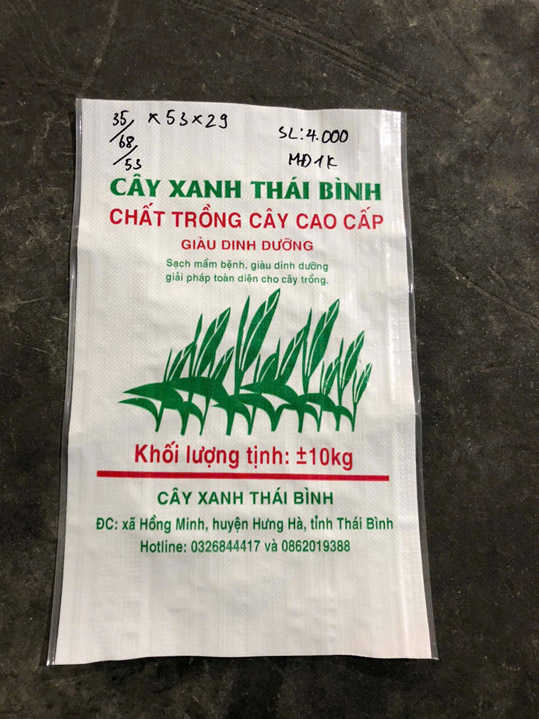 35/68/53 × 53 × 29
SL: 4.000
MĐ1K
CÂY XANH THÁI BÌNH
CHẤT TRỒNG CÂY CAO CẤP
GIÀU DINH DƯỠNG
Sạch mầm bệnh, giàu dinh dưỡng
giải pháp toàn diện cho cây trồng.
Khối lượng tịnh: ±10kg
CÂY XANH THÁI BÌNH
ĐC: xã Hồng Minh, huyện Hưng Hà, tỉnh Thái Bình
Hotline: 0326844417 và 0862019388